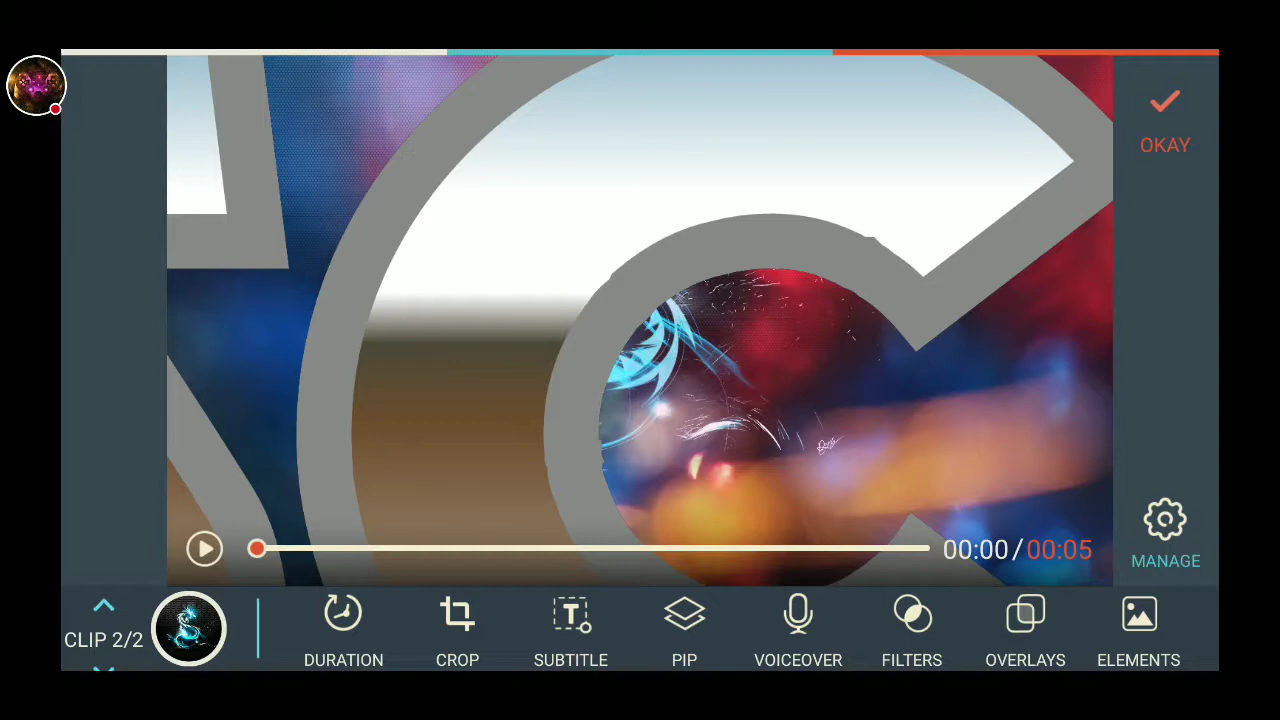 OKAY
00:00/00:05
MANAGE
CLIP 2/2
DURATION
CROP
T
SUBTITLE
PIP
VOICEOVER
FILTERS
OVERLAYS
ELEMENTS